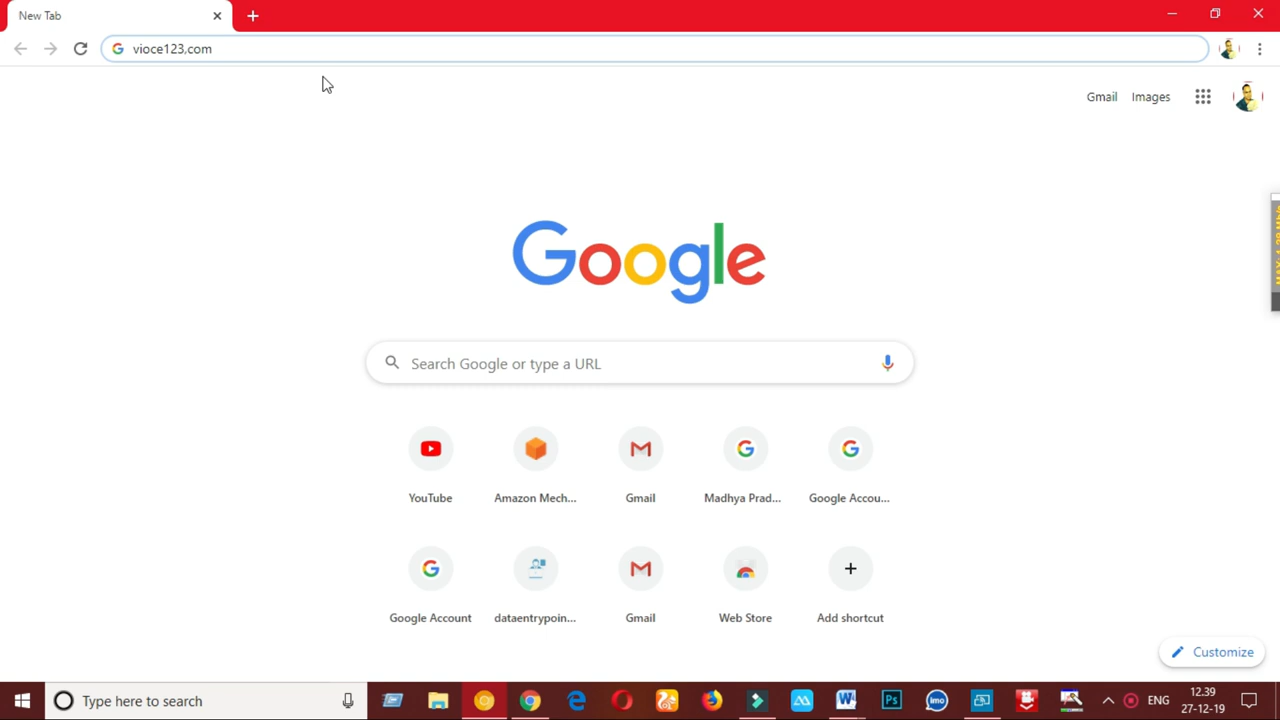 New Tab
vioce123.com
Gmail Images
Google
Search Google or type a URL
YouTube
Amazon Mech...
Gmail
Madhya Prad...
Google Accou...
Google Account
dataentrypoin...
Gmail
Web Store
Add shortcut
Customize
Type here to search
Ps
imo
ENG
12.39
27-12-19